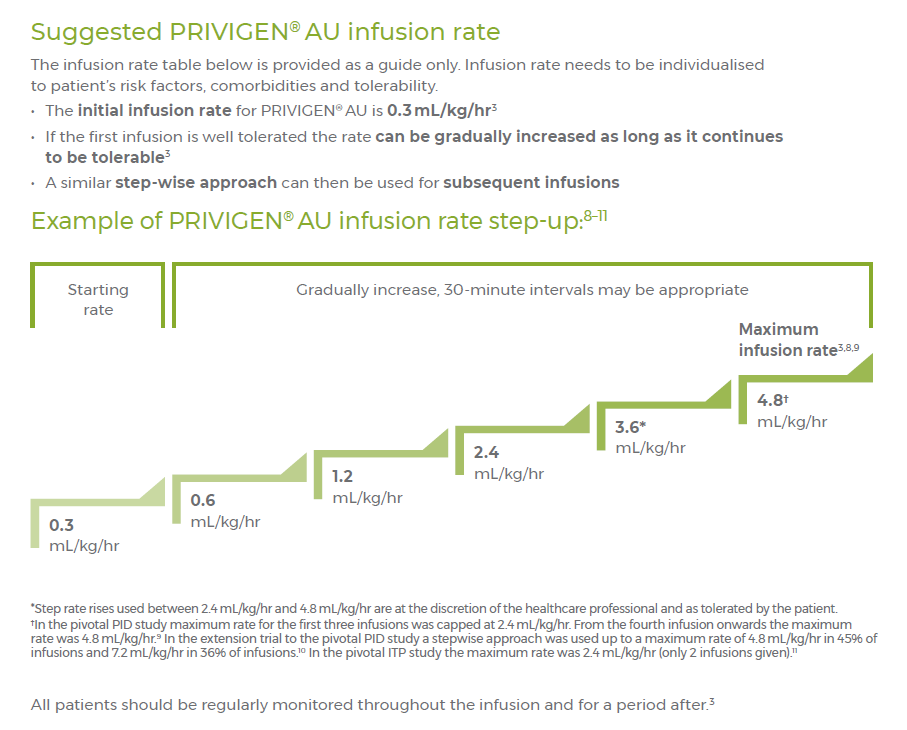 Suggested PRIVIGEN® AU infusion rate
The infusion rate table below is provided as a guide only. Infusion rate needs to be individualised
to patient's risk factors, comorbidities and tolerability.
• The initial infusion rate for PRIVIGEN® AU is 0.3 mL/kg/hr³
• If the first infusion is well tolerated the rate can be gradually increased as long as it continues
to be tolerable³
• A similar step-wise approach can then be used for subsequent infusions
Example of PRIVIGEN® AU infusion rate step-up:⁸⁻¹¹
Starting
rate
Gradually increase, 30-minute intervals may be appropriate
Maximum
infusion rate³,⁸,⁹
0.3
mL/kg/hr
0.6
mL/kg/hr
1.2
mL/kg/hr
2.4
mL/kg/hr
3.6*
mL/kg/hr
4.8†
mL/kg/hr
*Step rate rises used between 2.4 mL/kg/hr and 4.8 mL/kg/hr are at the discretion of the healthcare professional and as tolerated by the patient.
†In the pivotal PID study maximum rate for the first three infusions was capped at 2.4 mL/kg/hr. From the fourth infusion onwards the maximum
rate was 4.8 mL/kg/hr.⁹ In the extension trial to the pivotal PID study a stepwise approach was used up to a maximum rate of 4.8 mL/kg/hr in 45% of
infusions and 7.2 mL/kg/hr in 36% of infusions.¹⁰ In the pivotal ITP study the maximum rate was 2.4 mL/kg/hr (only 2 infusions given).¹¹
All patients should be regularly monitored throughout the infusion and for a period after.³